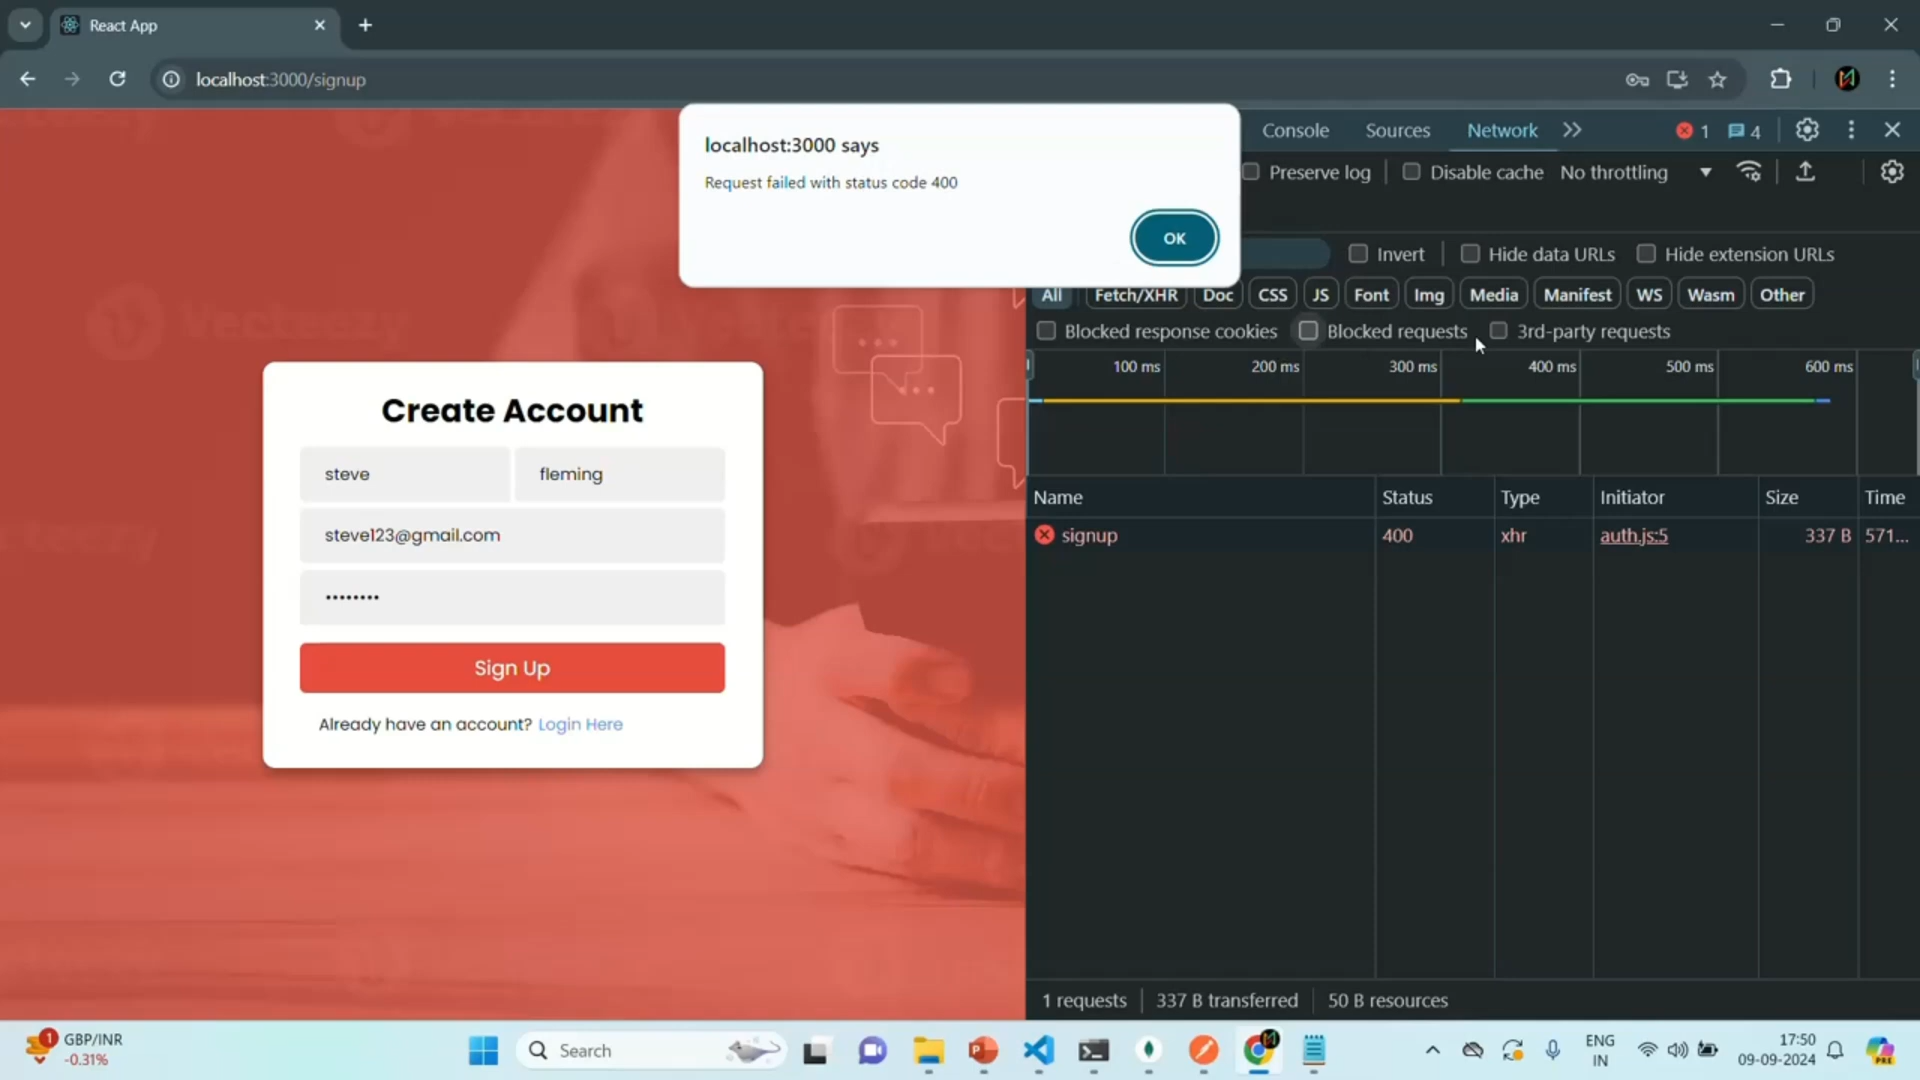 React App
localhost:3000/signup
localhost:3000 says
Request failed with status code 400
OK
Console Sources Network 1 4
Preserve log Disable cache No throttling
Invert Hide data URLs Hide extension URLs
All Fetch/XHR Doc CSS JS Font Img Media Manifest WS Wasm Other
Blocked response cookies Blocked requests 3rd-party requests
100 ms 200 ms 300 ms 400 ms 500 ms 600 ms
Name Status Type Initiator Size Time
signup 400 xhr auth.js:5 337 B 571...
1 requests 337 B transferred 50 B resources
Vecteezy
Create Account
steve fleming
steve123@gmail.com
••••••••
Sign Up
Already have an account? Login Here
1 GBP/INR
-0.31%
Search
ENG
IN
17:50
09-09-2024
PRE